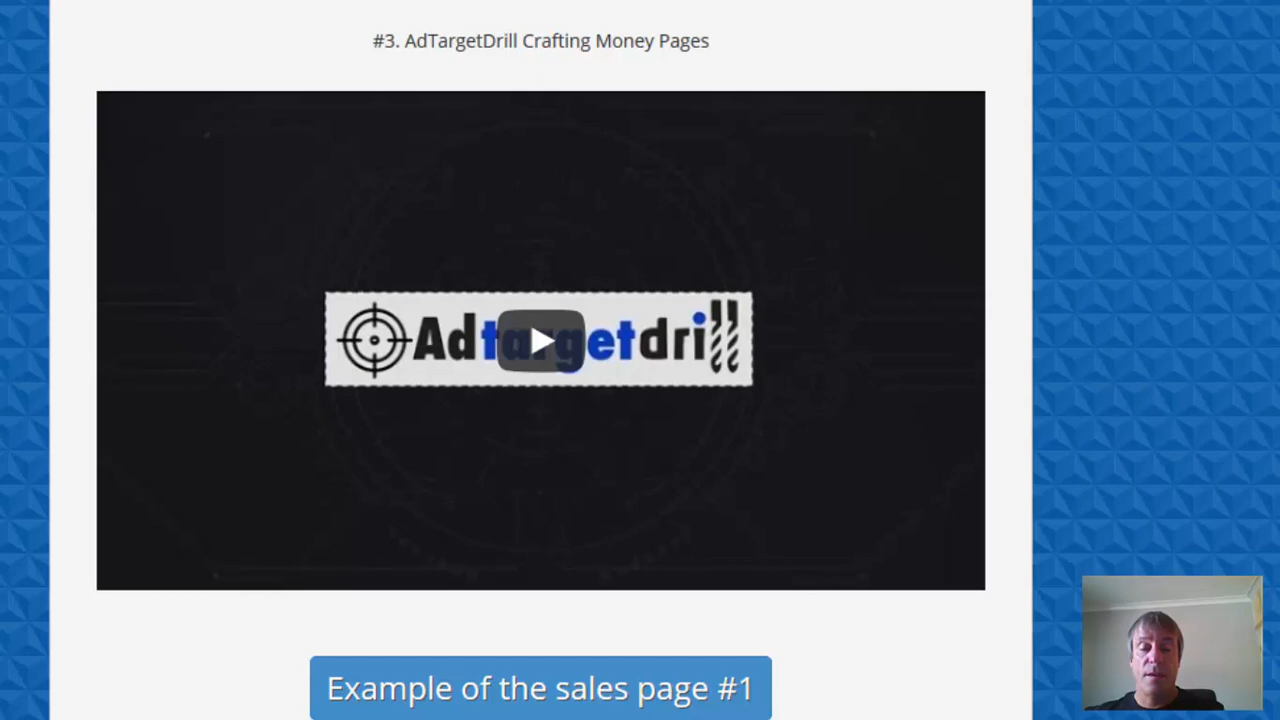 #3. AdTargetDrill Crafting Money Pages
Adtargetdrill
Example of the sales page #1